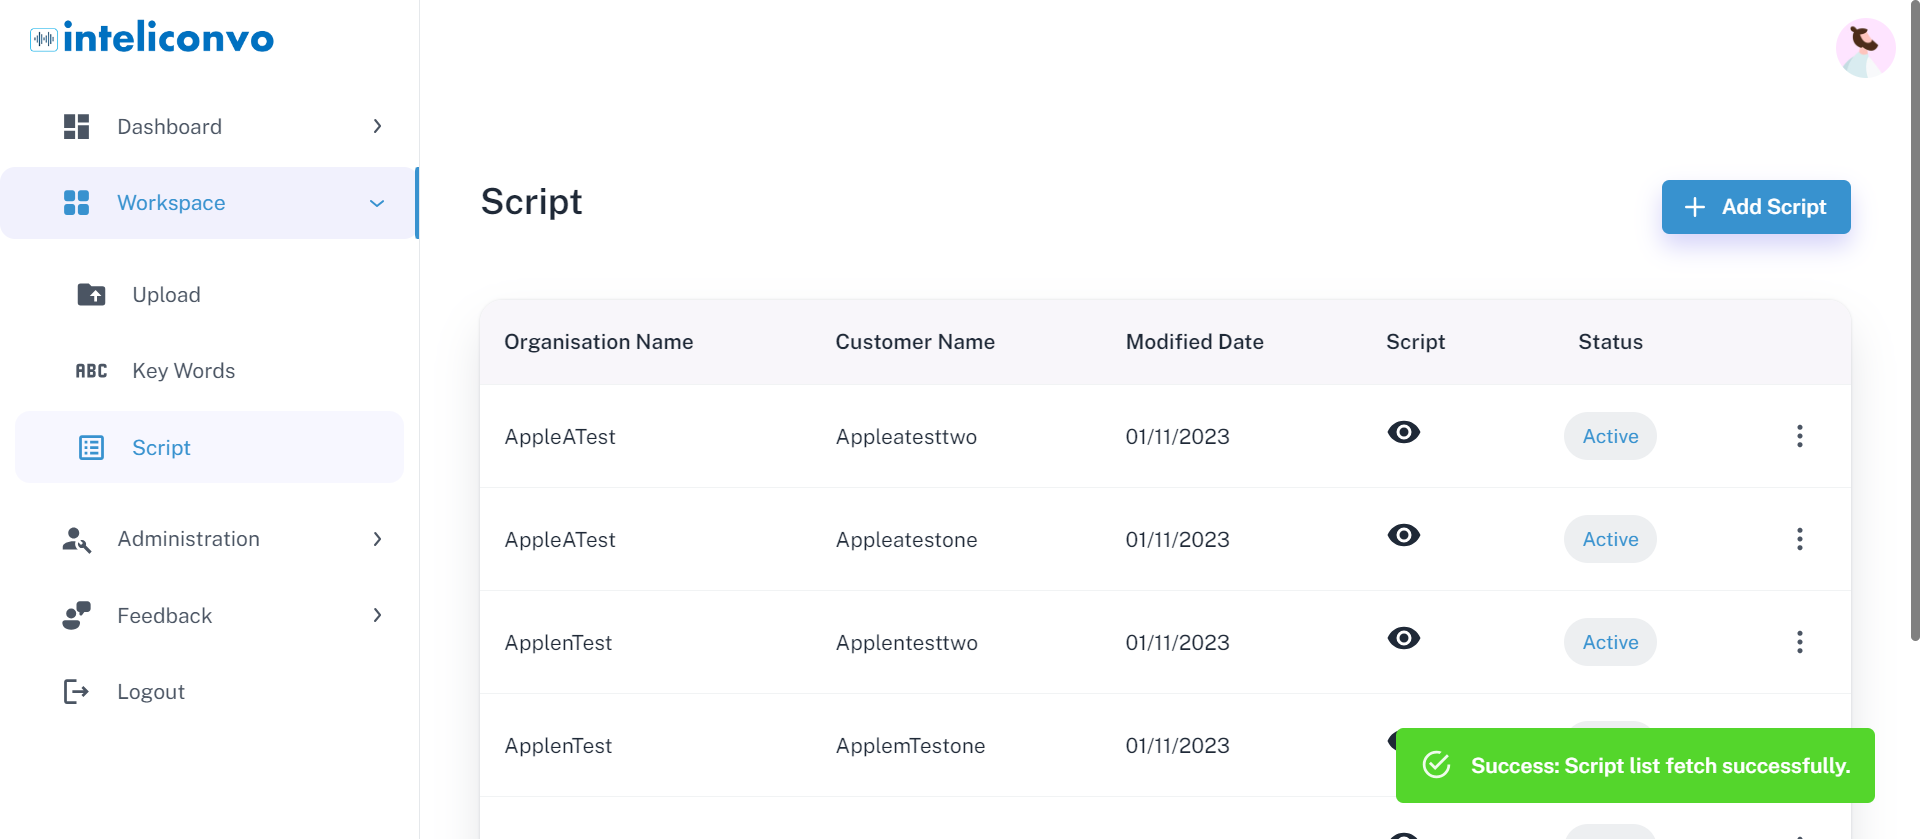 inteliconvo
Dashboard
Workspace
Upload
ABC Key Words
Script
Administration
Feedback
Logout
Script
Add Script
Organisation Name Customer Name Modified Date Script Status
AppleATest Appleatesttwo 01/11/2023 Active
AppleATest Appleatestone 01/11/2023 Active
ApplenTest Applentesttwo 01/11/2023 Active
ApplenTest ApplemTestone 01/11/2023
Success: Script list fetch successfully.